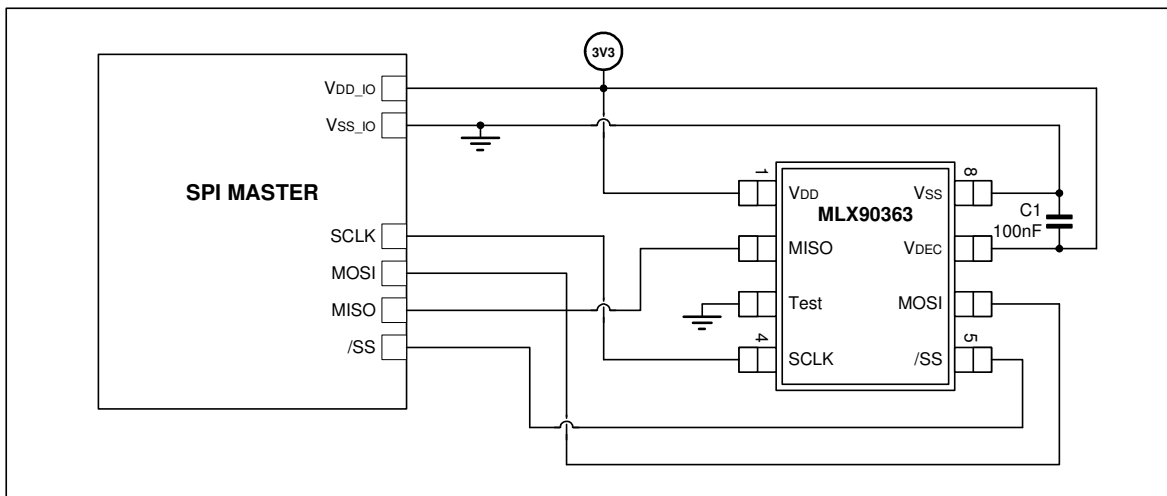 3V3
VDD_IO
VSS_IO
SPI MASTER
SCLK
MOSI
MISO
/SS
1
8
VDD
VSS
MLX90363
C1
100nF
MISO
VDEC
Test
MOSI
4
5
SCLK
/SS